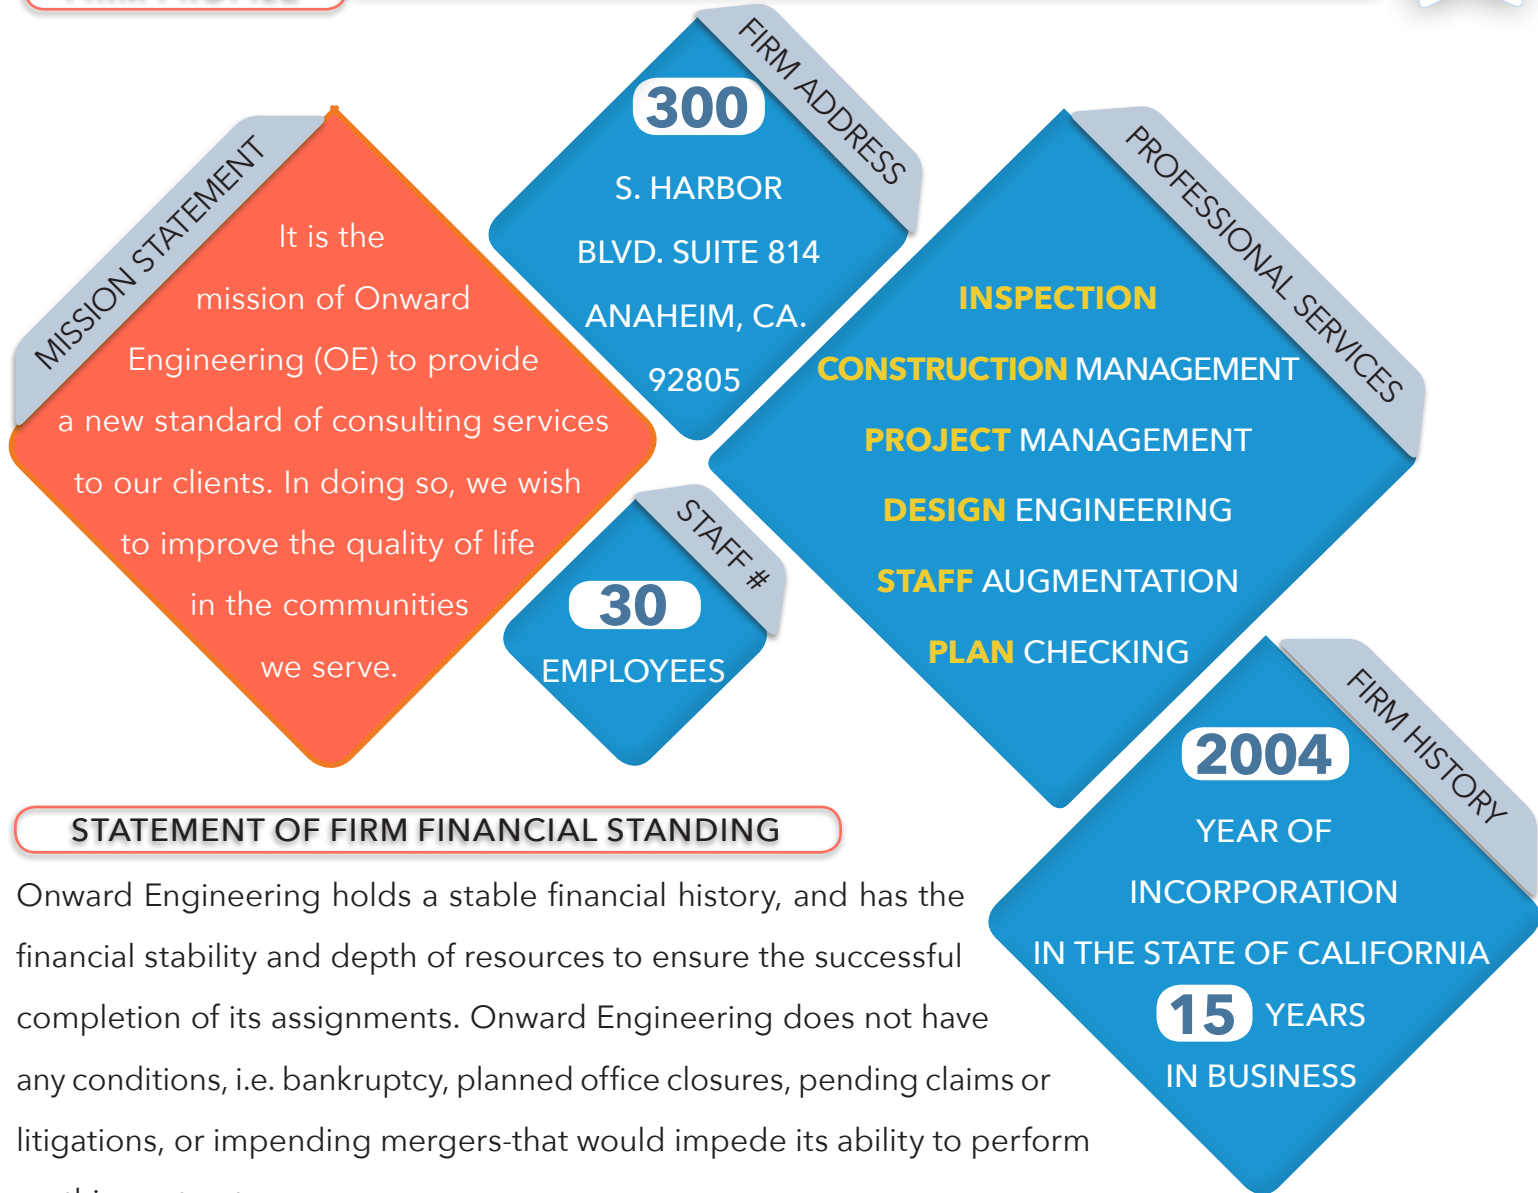 FIRM PROFILE
MISSION STATEMENT
It is the
mission of Onward
Engineering (OE) to provide
a new standard of consulting services
to our clients. In doing so, we wish
to improve the quality of life
in the communities
we serve.
FIRM ADDRESS
300
S. HARBOR
BLVD. SUITE 814
ANAHEIM, CA.
92805
STAFF #
30
EMPLOYEES
PROFESSIONAL SERVICES
INSPECTION
CONSTRUCTION MANAGEMENT
PROJECT MANAGEMENT
DESIGN ENGINEERING
STAFF AUGMENTATION
PLAN CHECKING
FIRM HISTORY
2004
YEAR OF
INCORPORATION
IN THE STATE OF CALIFORNIA
15 YEARS
IN BUSINESS
STATEMENT OF FIRM FINANCIAL STANDING
Onward Engineering holds a stable financial history, and has the
financial stability and depth of resources to ensure the successful
completion of its assignments. Onward Engineering does not have
any conditions, i.e. bankruptcy, planned office closures, pending claims or
litigations, or impending mergers-that would impede its ability to perform